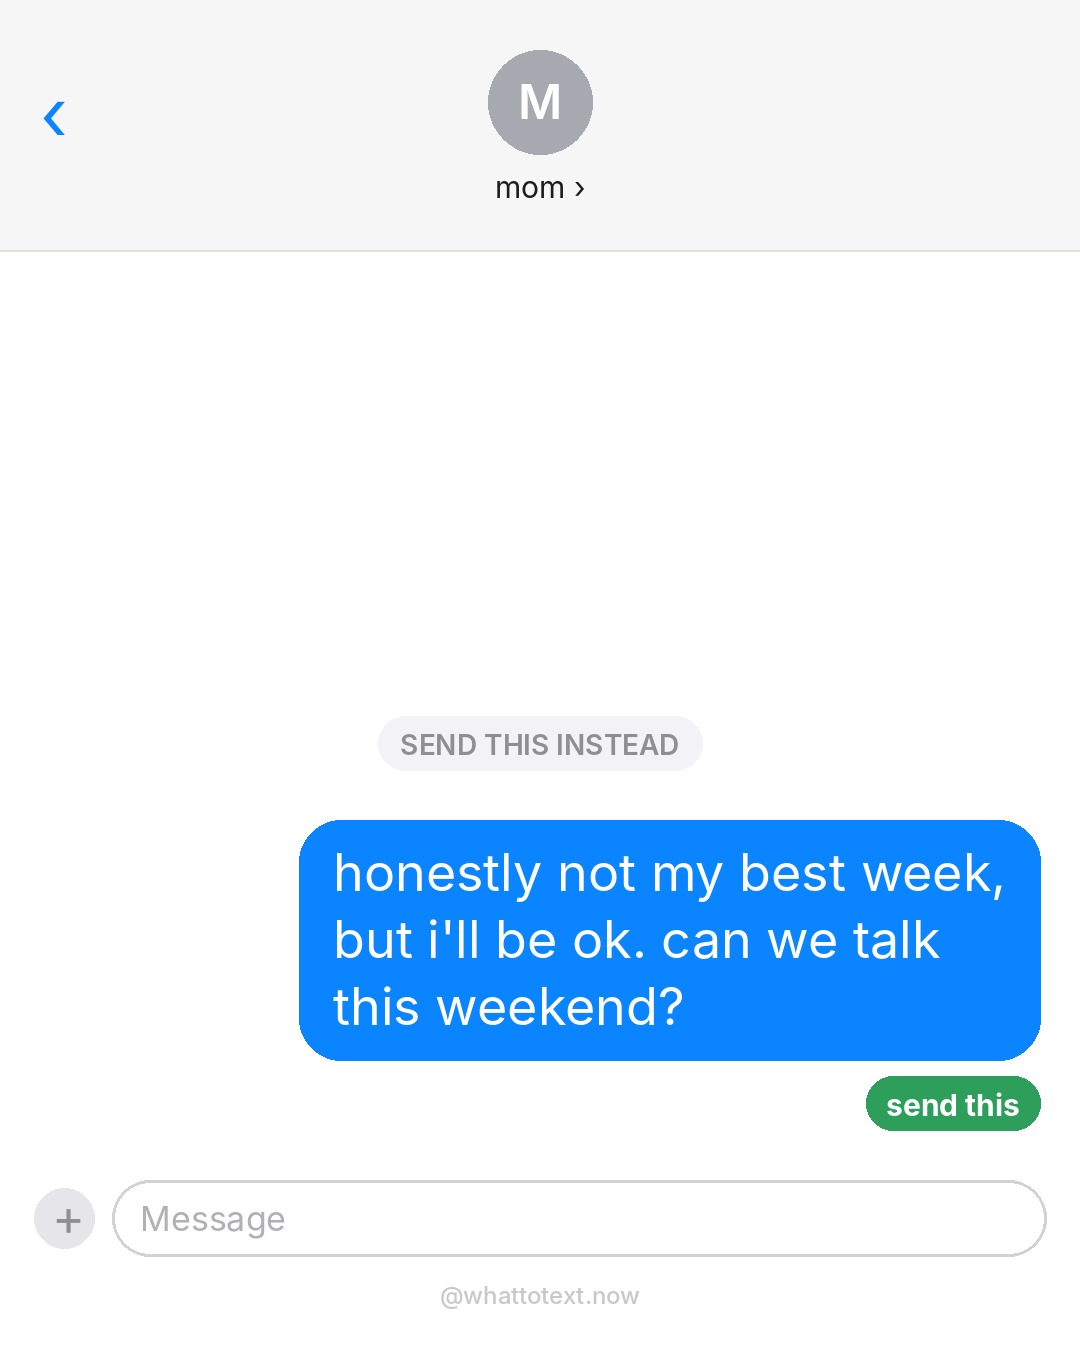 ‹
M
mom ›
SEND THIS INSTEAD
honestly not my best week,
but i'll be ok. can we talk
this weekend?
send this
+
Message
@whattotext.now